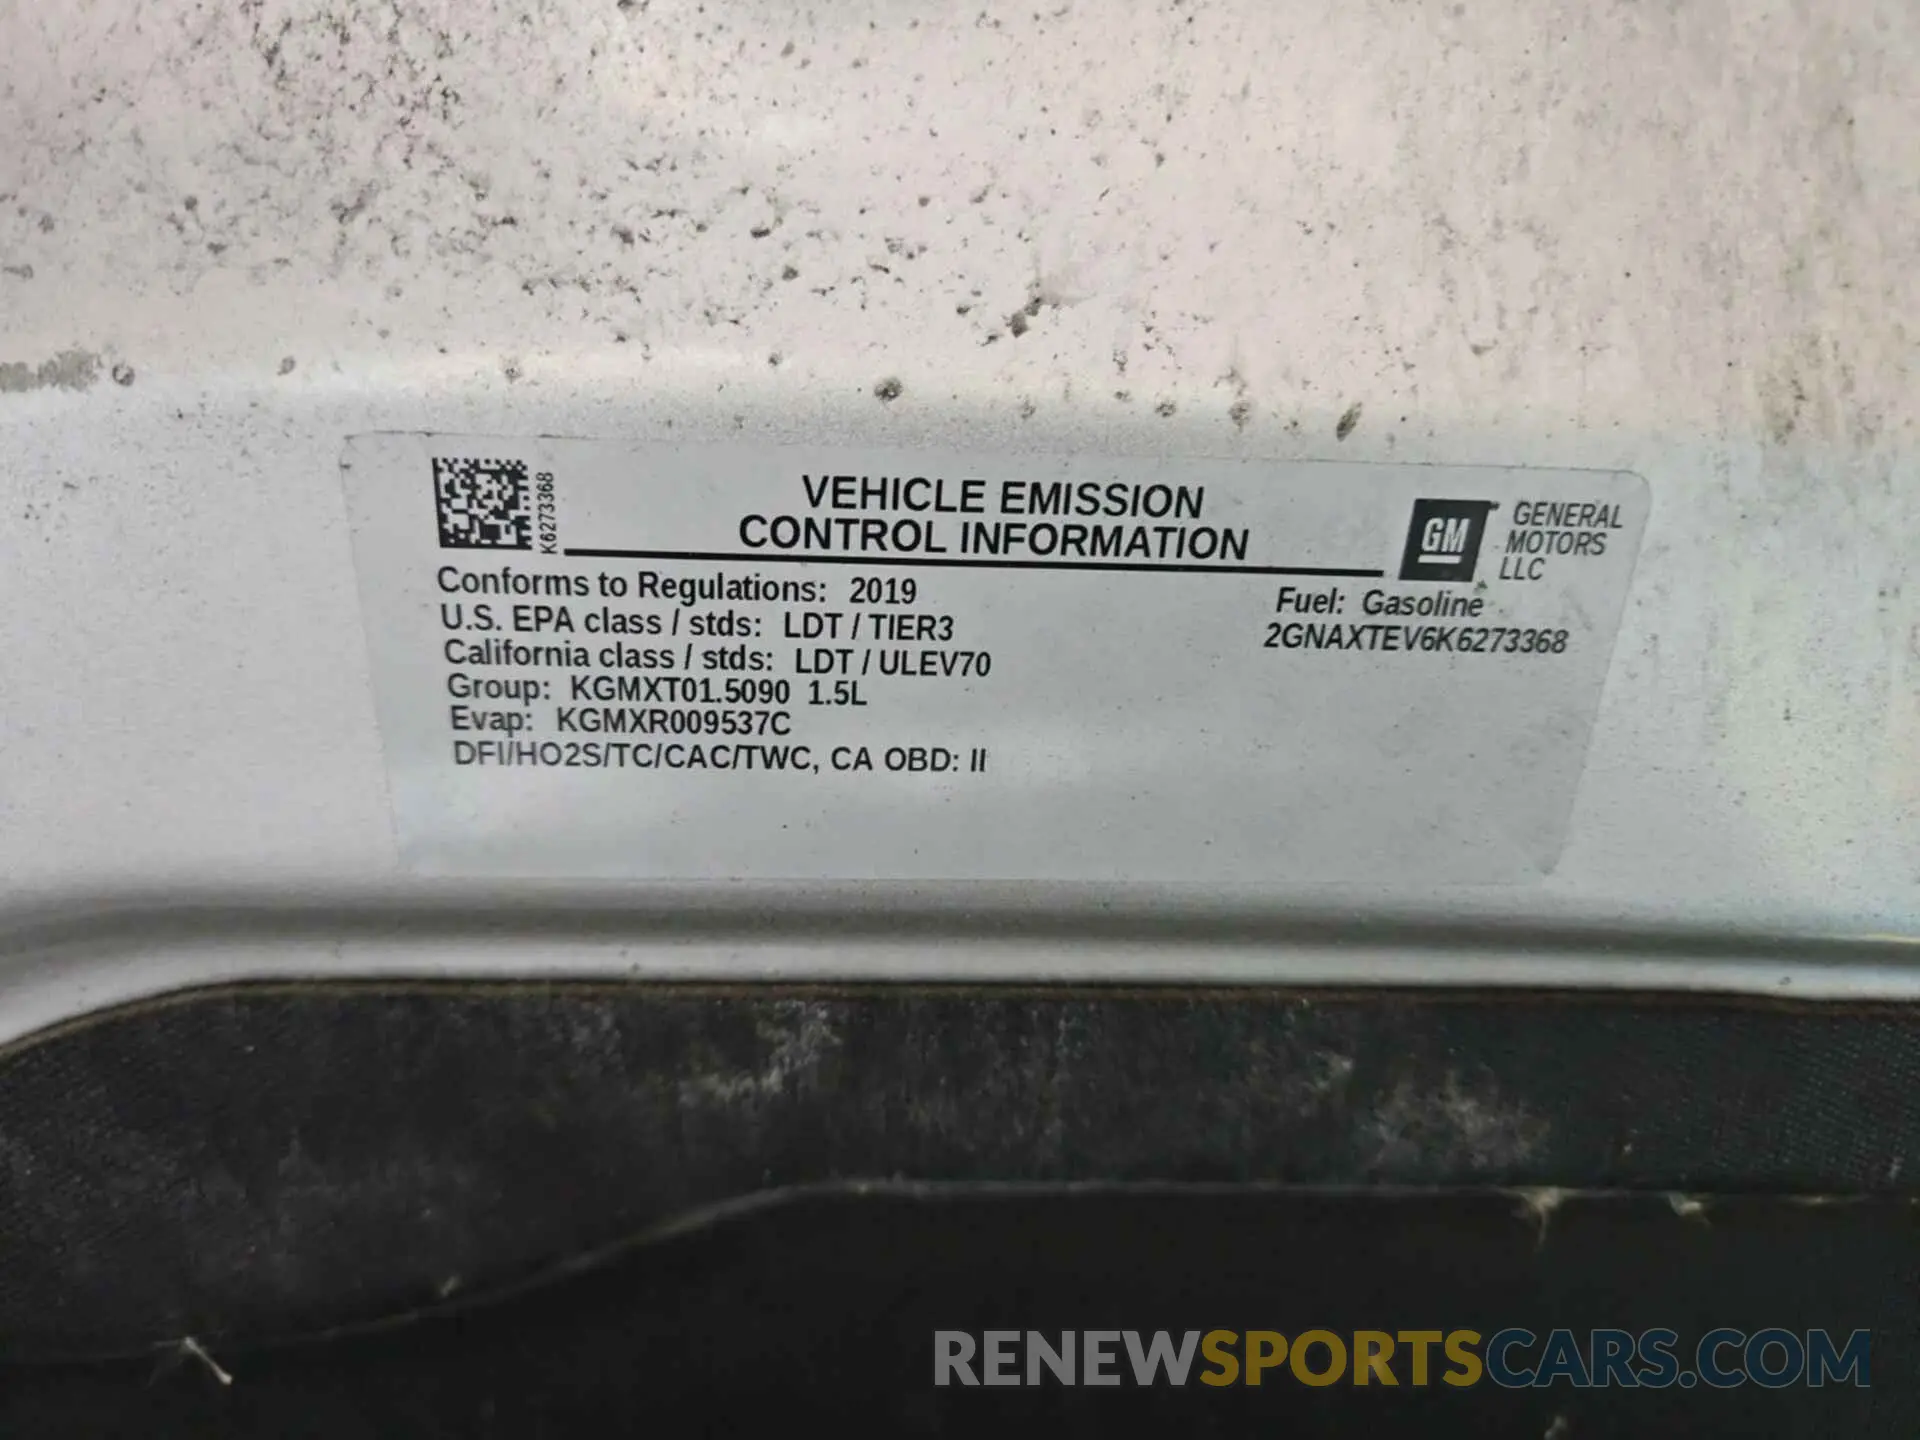 K6273368
VEHICLE EMISSION
CONTROL INFORMATION
GM
GENERAL
MOTORS
LLC
Conforms to Regulations: 2019
Fuel: Gasoline
U.S. EPA class / stds: LDT / TIER3
2GNAXTEV6K6273368
California class / stds: LDT / ULEV70
Group: KGMXT01.5090 1.5L
Evap: KGMXR009537C
DFI/HO2S/TC/CAC/TWC, CA OBD: II
RENEWSPORTSCARS.COM